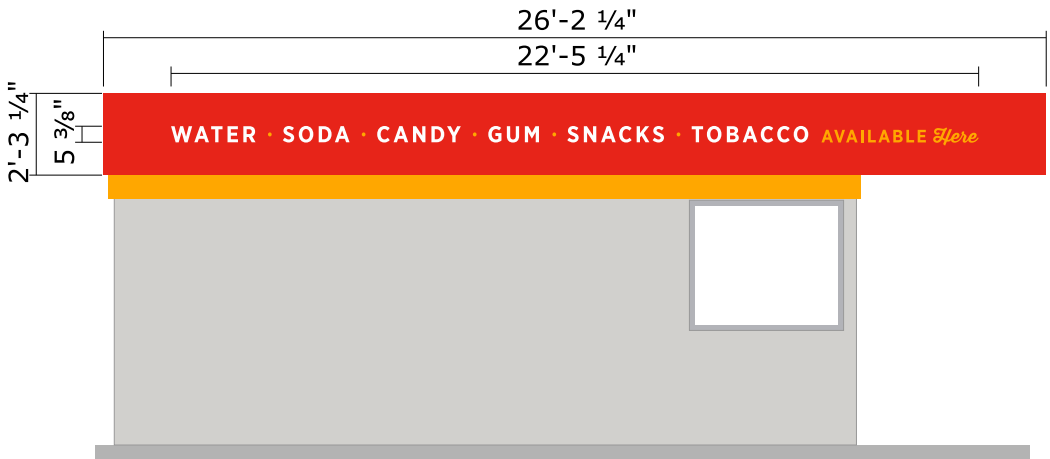 26'-2 ¼"
22'-5 ¼"
2'-3 ¼"
5 ⅜"
WATER · SODA · CANDY · GUM · SNACKS · TOBACCO AVAILABLE Here